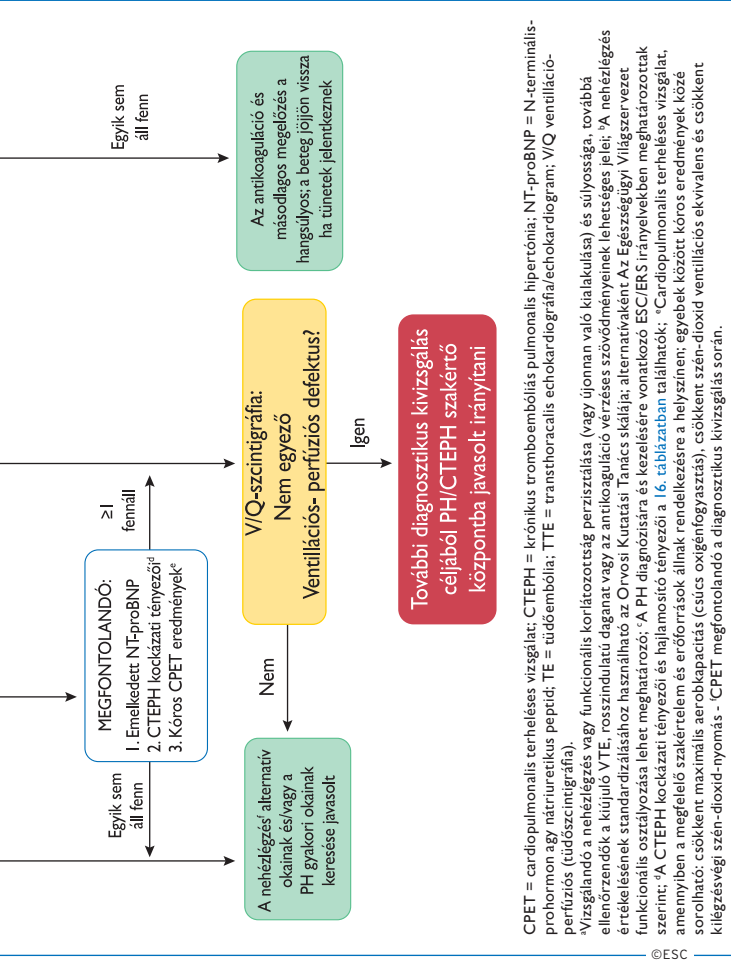 Egyik sem
áll fenn
Az antikoaguláció és
másodlagos megelőzés a
hangsúlyos; a beteg jöjjön vissza
ha tünetek jelentkeznek
MEGFONTOLANDÓ:
1. Emelkedett NT-proBNP
2. CTEPH kockázati tényezőiᵈ
3. Kóros CPET eredményekᵉ
≥1
fennáll
Egyik sem
áll fenn
V/Q-szcintigráfia:
Nem egyező
Ventillációs- perfúziós defektus?
Nem
Igen
A nehézlégzésᶠ alternatív
okainak és/vagy a
PH gyakori okainak
keresése javasolt
További diagnosztikus kivizsgálás
céljából PH/CTEPH szakértő
központba javasolt irányítani
CPET = cardiopulmonalis terheléses vizsgálat; CTEPH = krónikus tromboembóliás pulmonalis hipertónia; NT-proBNP = N-terminális-
prohormon agy nátriuretikus peptid; TE = tüdőembólia; TTE = transthoracalis echokardiográfia/echokardiogram; V/Q ventilláció-
perfúziós (tüdőszcintigráfia).
ᵃVizsgálandó a nehézlégzés vagy funkcionális korlátozottság perzisztálása (vagy újonnan való kialakulása) és súlyossága, továbbá
ellenőrzendők a kiújuló VTE, rosszindulatú daganat vagy az antikoaguláció vérzéses szövődményeinek lehetséges jelei; ᵇA nehézlégzés
értékelésének standardizálásához használható az Orvosi Kutatási Tanács skálája; alternatívaként Az Egészségügyi Világszervezet
funkcionális osztályozása lehet meghatározó; ᶜA PH diagnózisára és kezelésére vonatkozó ESC/ERS irányelvekben meghatározottak
szerint; ᵈA CTEPH kockázati tényezői és hajlamosító tényezői a 16. táblázatban találhatók; ᵉCardiopulmonalis terheléses vizsgálat,
amennyiben a megfelelő szakértelem és erőforrások állnak rendelkezésre a helyszínen; egyebek között kóros eredmények közé
sorolható: csökkent maximális aerobkapacitás (csúcs oxigénfogyasztás), csökkent szén-dioxid ventillációs ekvivalens és csökkent
kilégzésvégi szén-dioxid-nyomás - ᶠCPET megfontolandó a diagnosztikus kivizsgálás során.
©ESC